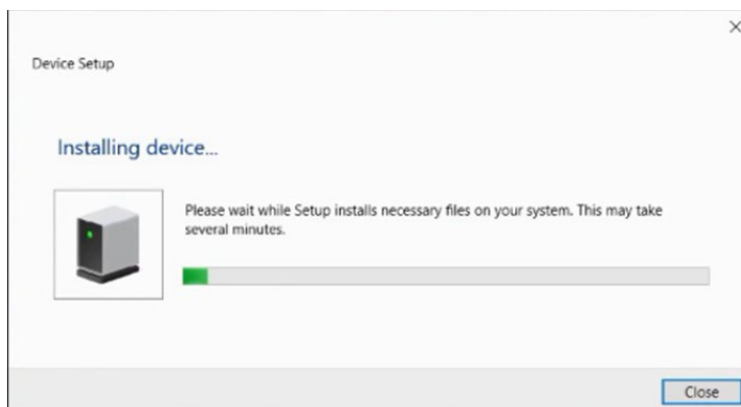 Device Setup
Installing device...
Please wait while Setup installs necessary files on your system. This may take
several minutes.
Close